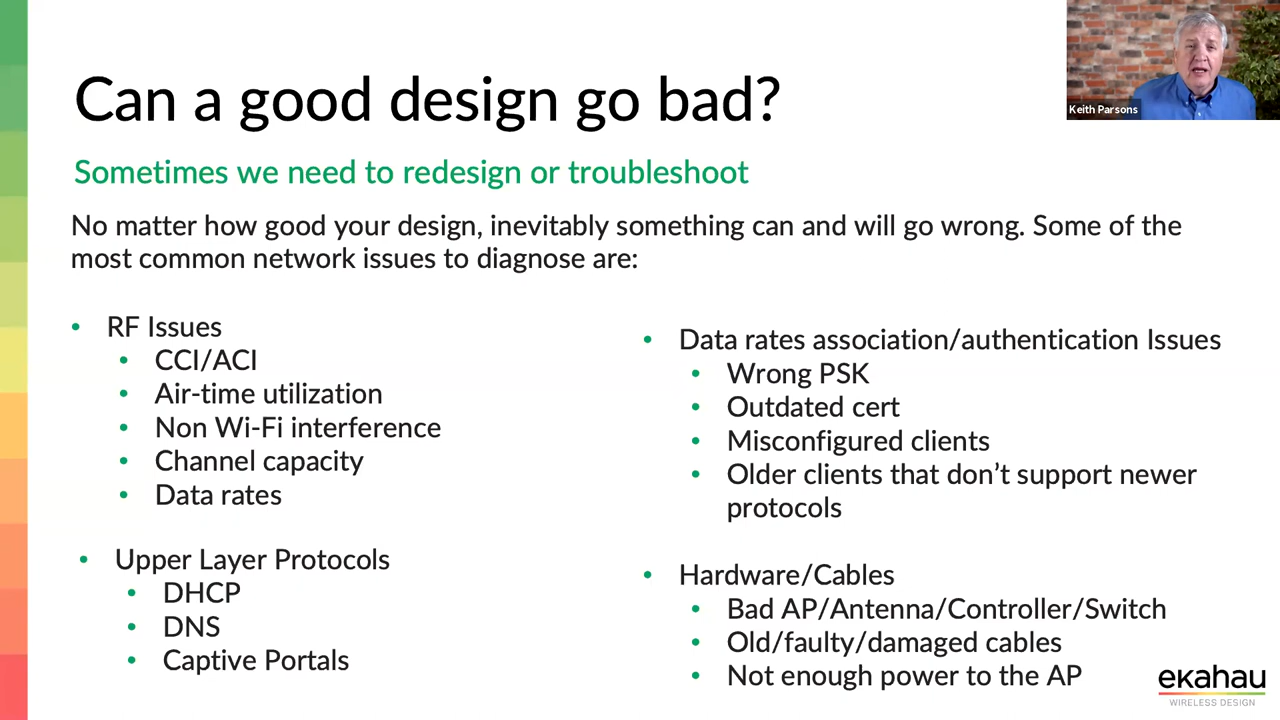 Can a good design go bad?
Keith Parsons
Sometimes we need to redesign or troubleshoot
No matter how good your design, inevitably something can and will go wrong. Some of the
most common network issues to diagnose are:
• RF Issues
• CCI/ACI
• Air-time utilization
• Non Wi-Fi interference
• Channel capacity
• Data rates
• Upper Layer Protocols
• DHCP
• DNS
• Captive Portals
• Data rates association/authentication Issues
• Wrong PSK
• Outdated cert
• Misconfigured clients
• Older clients that don’t support newer
protocols
• Hardware/Cables
• Bad AP/Antenna/Controller/Switch
• Old/faulty/damaged cables
• Not enough power to the AP
ekahau
WIRELESS DESIGN